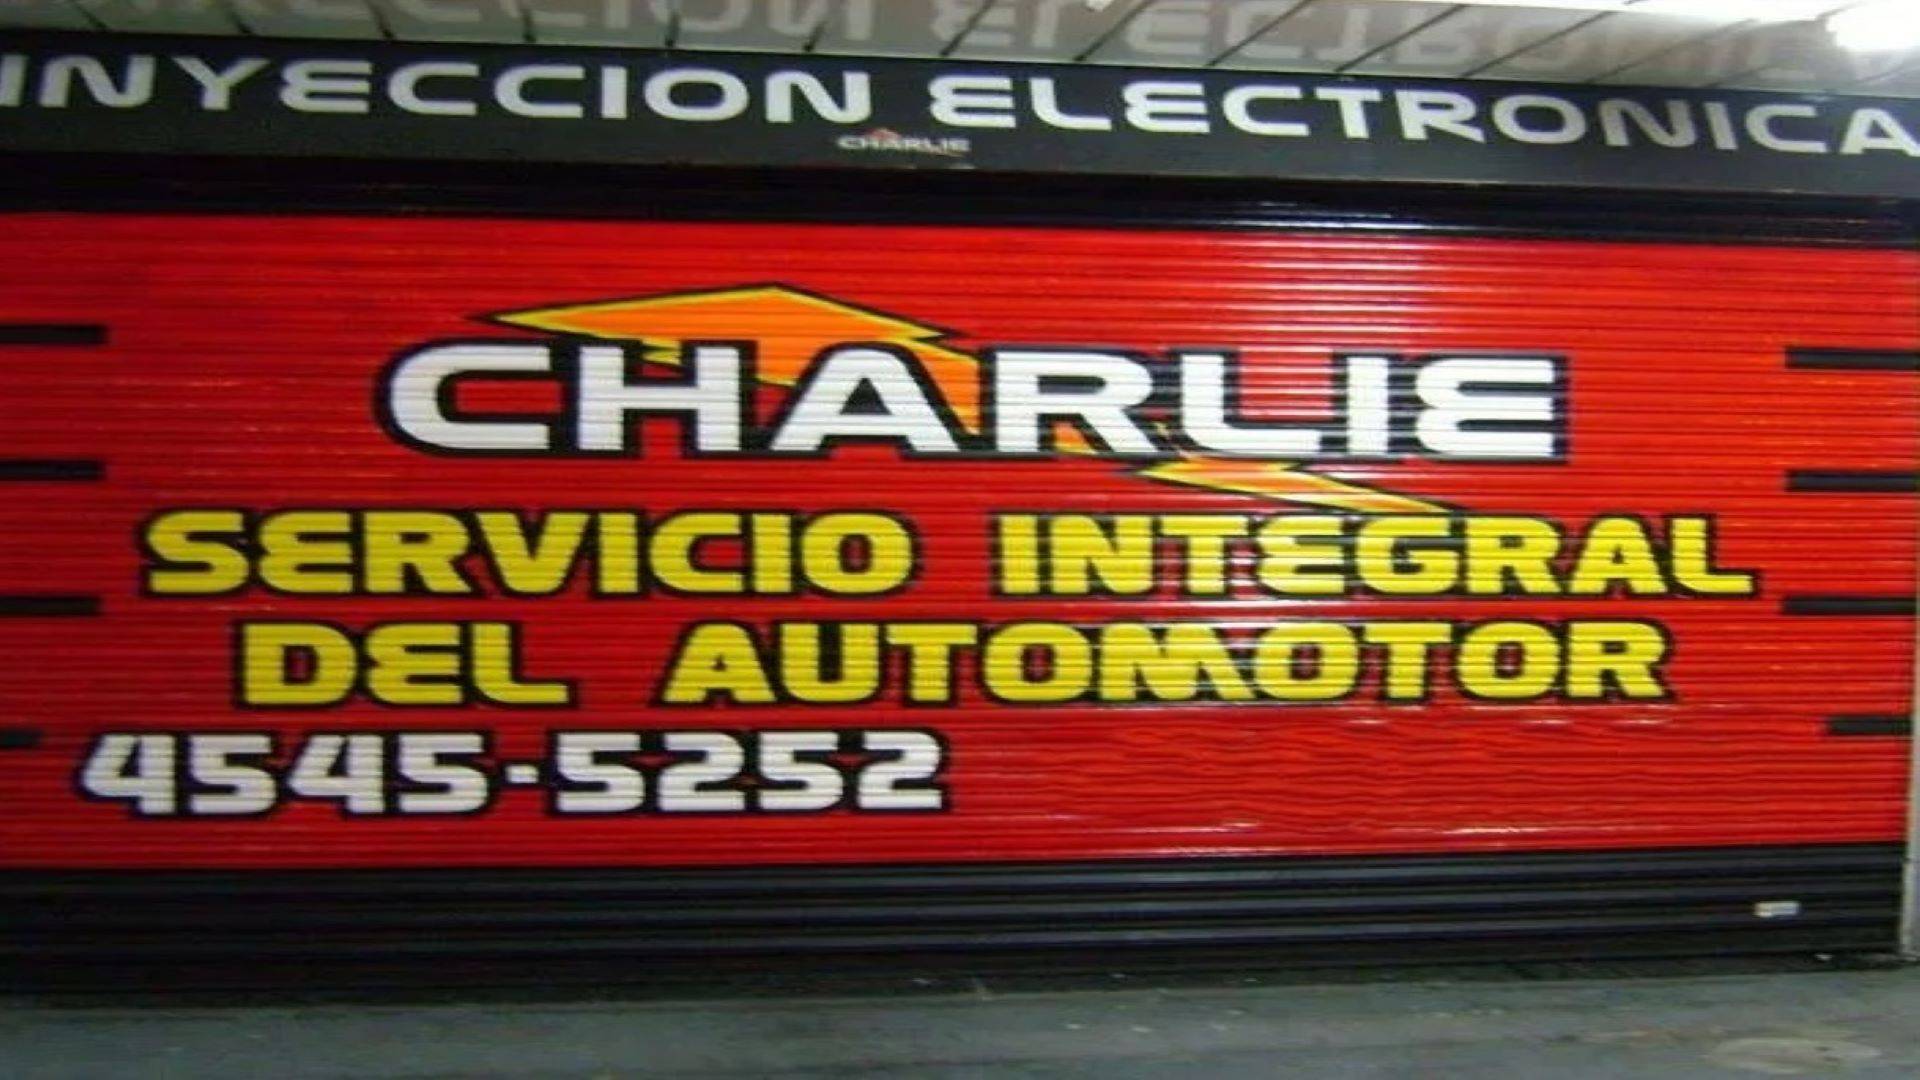 INYECCION ELECTRONICA
CHARLIE
CHARLIE
SERVICIO INTEGRAL
DEL AUTOMOTOR
4545-5252